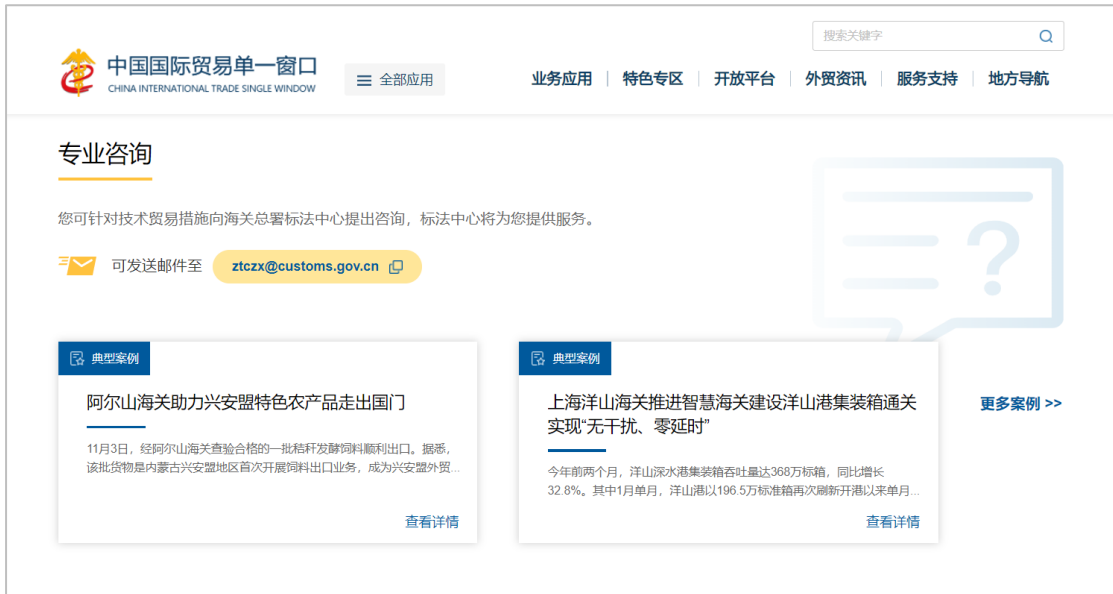 搜索关键字
中国国际贸易单一窗口
CHINA INTERNATIONAL TRADE SINGLE WINDOW
全部应用
业务应用
特色专区
开放平台
外贸资讯
服务支持
地方导航
专业咨询
您可针对技术贸易措施向海关总署标法中心提出咨询，标法中心将为您提供服务。
可发送邮件至
ztczx@customs.gov.cn
典型案例
阿尔山海关助力兴安盟特色农产品走出国门
11月3日，经阿尔山海关查验合格的一批秸秆发酵饲料顺利出口。据悉，
该批货物是内蒙古兴安盟地区首次开展饲料出口业务，成为兴安盟外贸...
查看详情
典型案例
上海洋山海关推进智慧海关建设洋山港集装箱通关
实现“无干扰、零延时”
今年前两个月，洋山深水港集装箱吞吐量达368万标箱，同比增长
32.8%。其中1月单月，洋山港以196.5万标准箱再次刷新开港以来单月...
查看详情
更多案例 >>